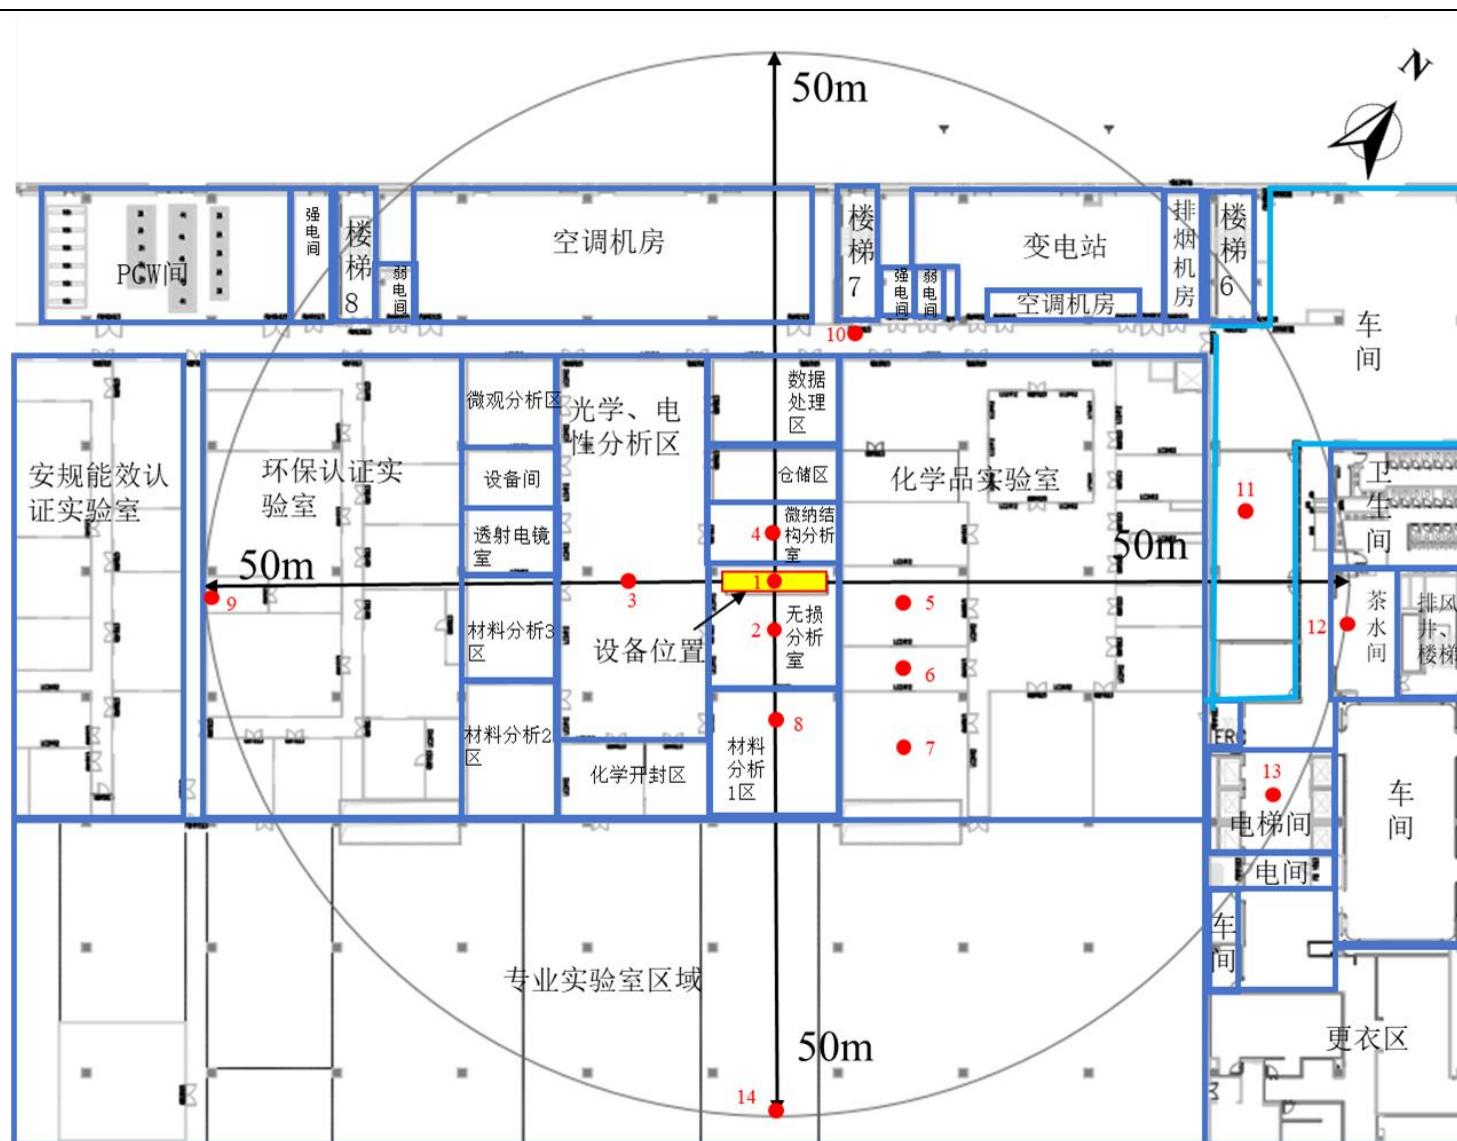 50m
N
PCW间
强
电
间
楼
梯
8
弱
电
间
空调机房
楼
梯
7
强
电
间
弱
电
间
变电站
空调机房
排
烟
机
房
楼
梯
6
车
间
10
安规能效认
证实验室
环保认证实
验室
微观分析区
设备间
透射电镜
室
材料分析3
区
材料分析2
区
光学、电
性分析区
化学开封区
数据
处理
区
仓储区
微纳结
构分析
室
4
1
2
无损
分析
室
设备位置
3
8
材料
分析
1区
化学品实验室
5
6
7
50m
50m
9
11
卫
生
间
12
茶
水
间
排风
井、
楼梯
13
电梯间
电间
车
间
车
间
更衣区
专业实验室区域
50m
14